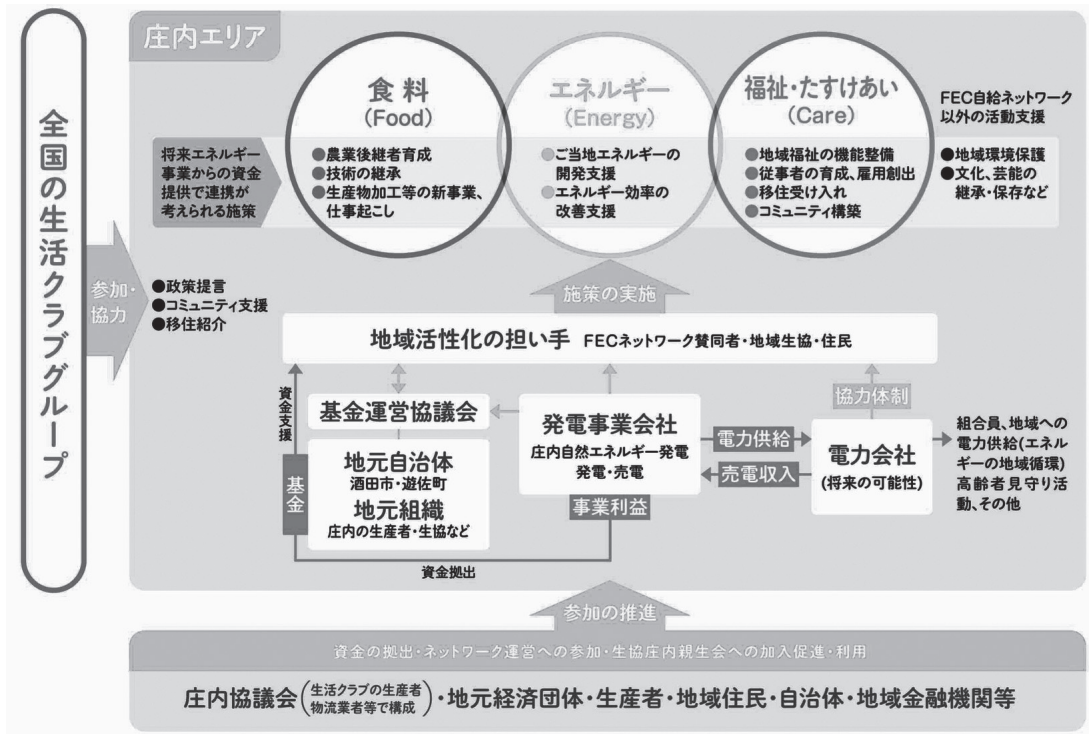 全国の生活クラブグループ
庄内エリア
食料
(Food)
エネルギー
(Energy)
福祉・たすけあい
(Care)
FEC自給ネットワーク
以外の活動支援
将来エネルギー
事業からの資金
提供で連携が
考えられる施策
●農業後継者育成
●技術の継承
●生産物加工等の新事業、
仕事起こし
●ご当地エネルギーの
開発支援
●エネルギー効率の
改善支援
●地域福祉の機能整備
●従事者の育成、雇用創出
●移住受け入れ
●コミュニティ構築
●地域環境保護
●文化、芸能の
継承・保存など
参加・
協力
●政策提言
●コミュニティ支援
●移住紹介
施策の実施
地域活性化の担い手 FECネットワーク賛同者・地域生協・住民
資金支援
基金
基金運営協議会
地元自治体
酒田市・遊佐町
地元組織
庄内の生産者・生協など
発電事業会社
庄内自然エネルギー発電
発電・売電
事業利益
資金拠出
電力供給
売電収入
協力体制
電力会社
(将来の可能性)
組合員、地域への
電力供給(エネル
ギーの地域循環)
高齢者見守り活
動、その他
参加の推進
資金の拠出・ネットワーク運営への参加・生協庄内親生会への加入促進・利用
庄内協議会(生活クラブの生産者 物流業者等で構成)・地元経済団体・生産者・地域住民・自治体・地域金融機関等